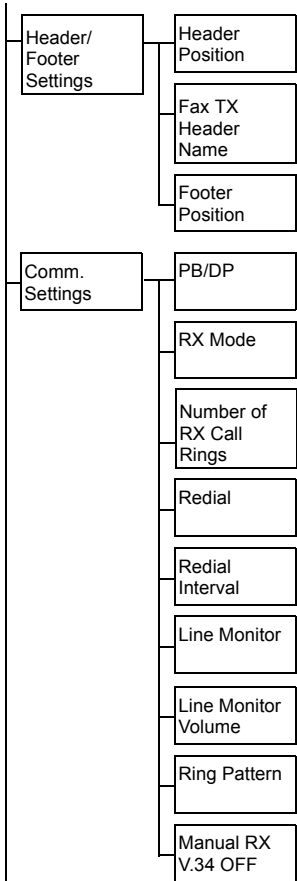 Header/
Footer
Settings
Header
Position
Fax TX
Header
Name
Footer
Position
Comm.
Settings
PB/DP
RX Mode
Number of
RX Call
Rings
Redial
Redial
Interval
Line Monitor
Line Monitor
Volume
Ring Pattern
Manual RX
V.34 OFF